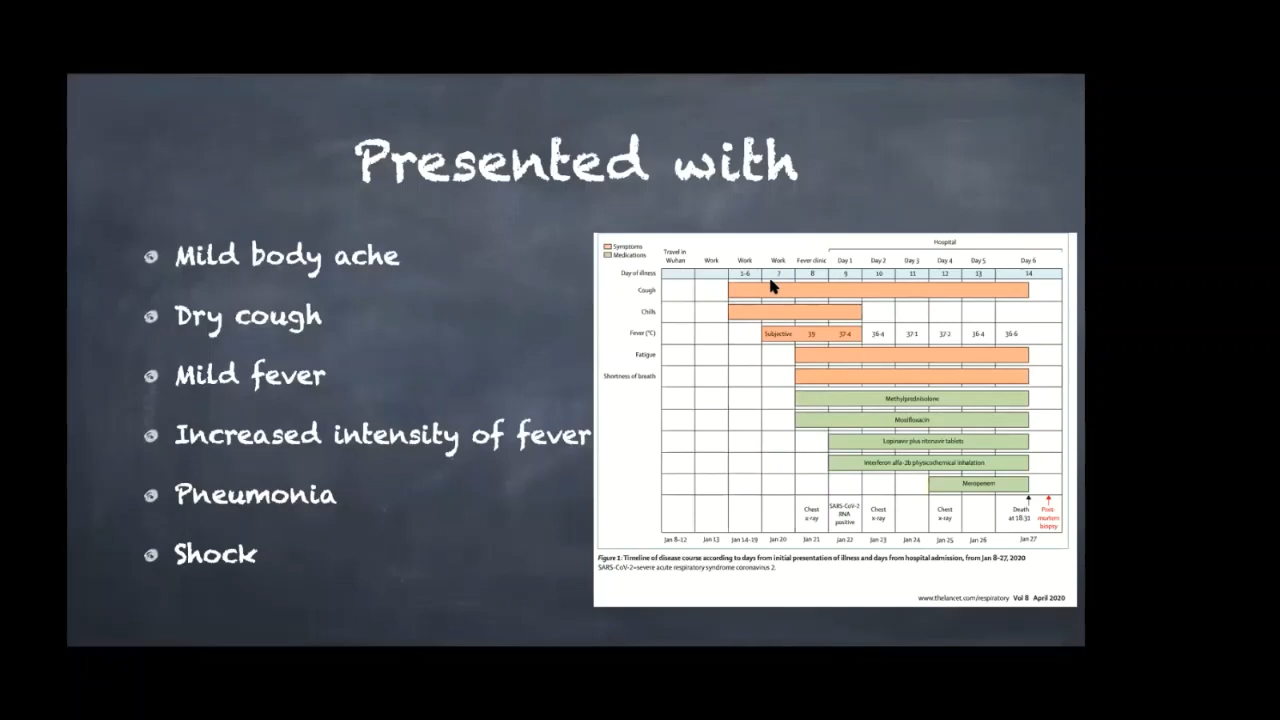 Presented with
Mild body ache
Dry cough
Mild fever
Increased intensity of fever
Pneumonia
Shock
Symptoms
Medications
Hospital
Travel in Wuhan
Work
Work
Work
Fever clinic
Day 1
Day 2
Day 3
Day 4
Day 5
Day 6
Day of illness 1-6 7 8 9 10 11 12 13 14
Cough
Chills
Fever (°C) Subjective 39 37·4 36·4 37·1 37·2 36·4 36·6
Fatigue
Shortness of breath
Methylprednisolone
Moxifloxacin
Lopinavir plus ritonavir tablets
Interferon alfa-2b physicochemical inhalation
Meropenem
Chest x-ray
SARS-CoV-2 RNA positive
Chest x-ray
Chest x-ray
Death at 18:31
Post-mortem biopsy
Jan 8-12 Jan 13 Jan 14-19 Jan 20 Jan 21 Jan 22 Jan 23 Jan 24 Jan 25 Jan 26 Jan 27
Figure 1: Timeline of disease course according to days from initial presentation of illness and days from hospital admission, from Jan 8–27, 2020
SARS-CoV-2=severe acute respiratory syndrome coronavirus 2.
www.thelancet.com/respiratory Vol 8 April 2020